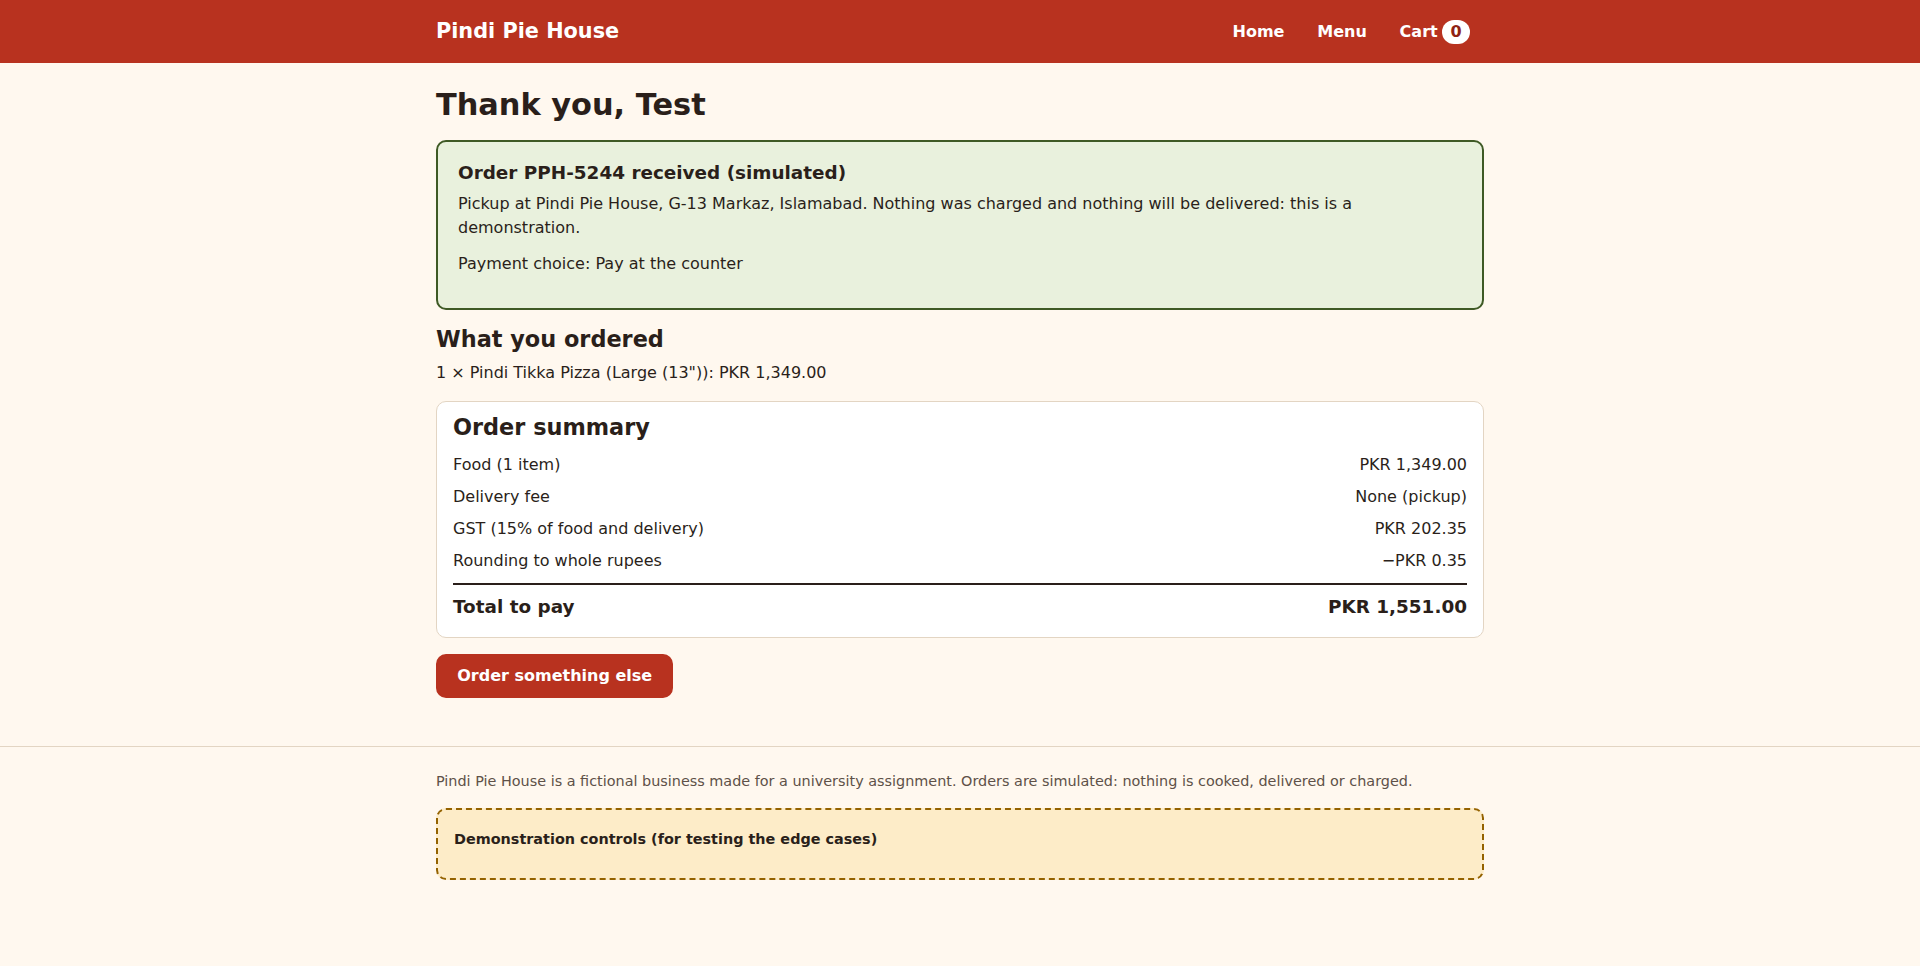 Pindi Pie House
Home Menu Cart 0
Thank you, Test
Order PPH-5244 received (simulated)
Pickup at Pindi Pie House, G-13 Markaz, Islamabad. Nothing was charged and nothing will be delivered: this is a
demonstration.
Payment choice: Pay at the counter
What you ordered
1 × Pindi Tikka Pizza (Large (13")): PKR 1,349.00
Order summary
Food (1 item) PKR 1,349.00
Delivery fee None (pickup)
GST (15% of food and delivery) PKR 202.35
Rounding to whole rupees −PKR 0.35
Total to pay PKR 1,551.00
Order something else
Pindi Pie House is a fictional business made for a university assignment. Orders are simulated: nothing is cooked, delivered or charged.
Demonstration controls (for testing the edge cases)